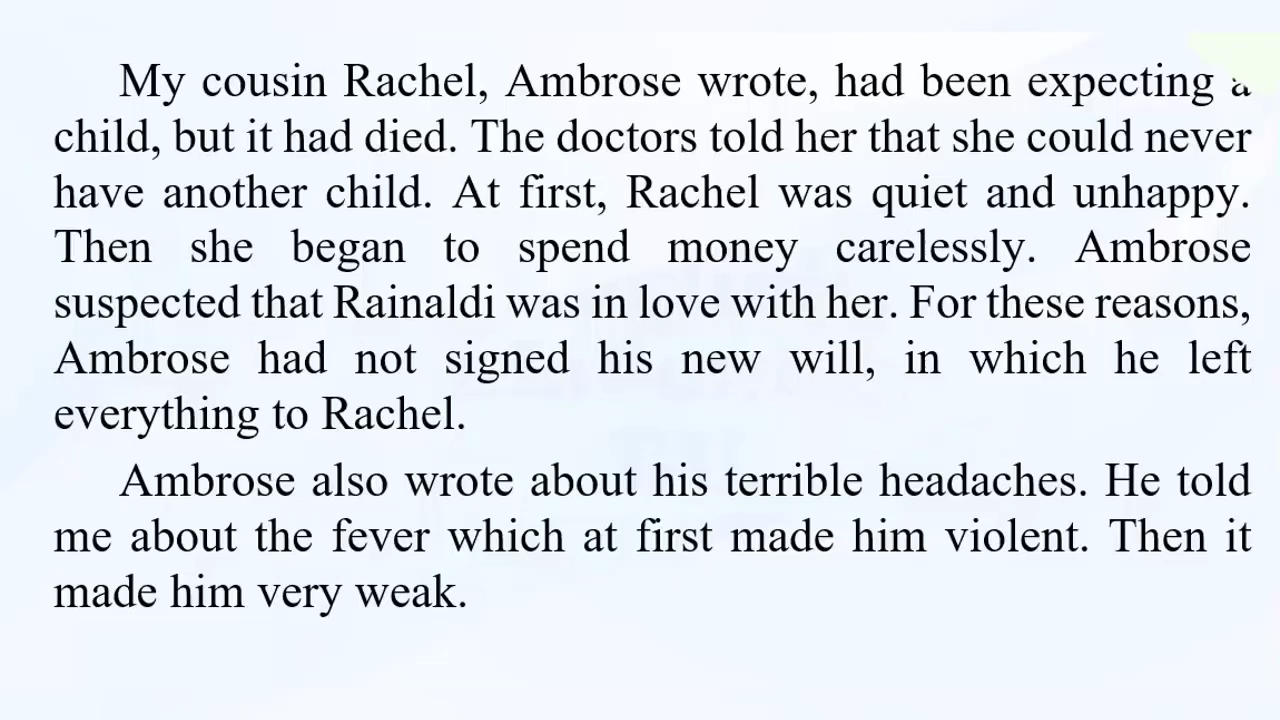 My cousin Rachel, Ambrose wrote, had been expecting a
child, but it had died. The doctors told her that she could never
have another child. At first, Rachel was quiet and unhappy.
Then she began to spend money carelessly. Ambrose
suspected that Rainaldi was in love with her. For these reasons,
Ambrose had not signed his new will, in which he left
everything to Rachel.
Ambrose also wrote about his terrible headaches. He told
me about the fever which at first made him violent. Then it
made him very weak.